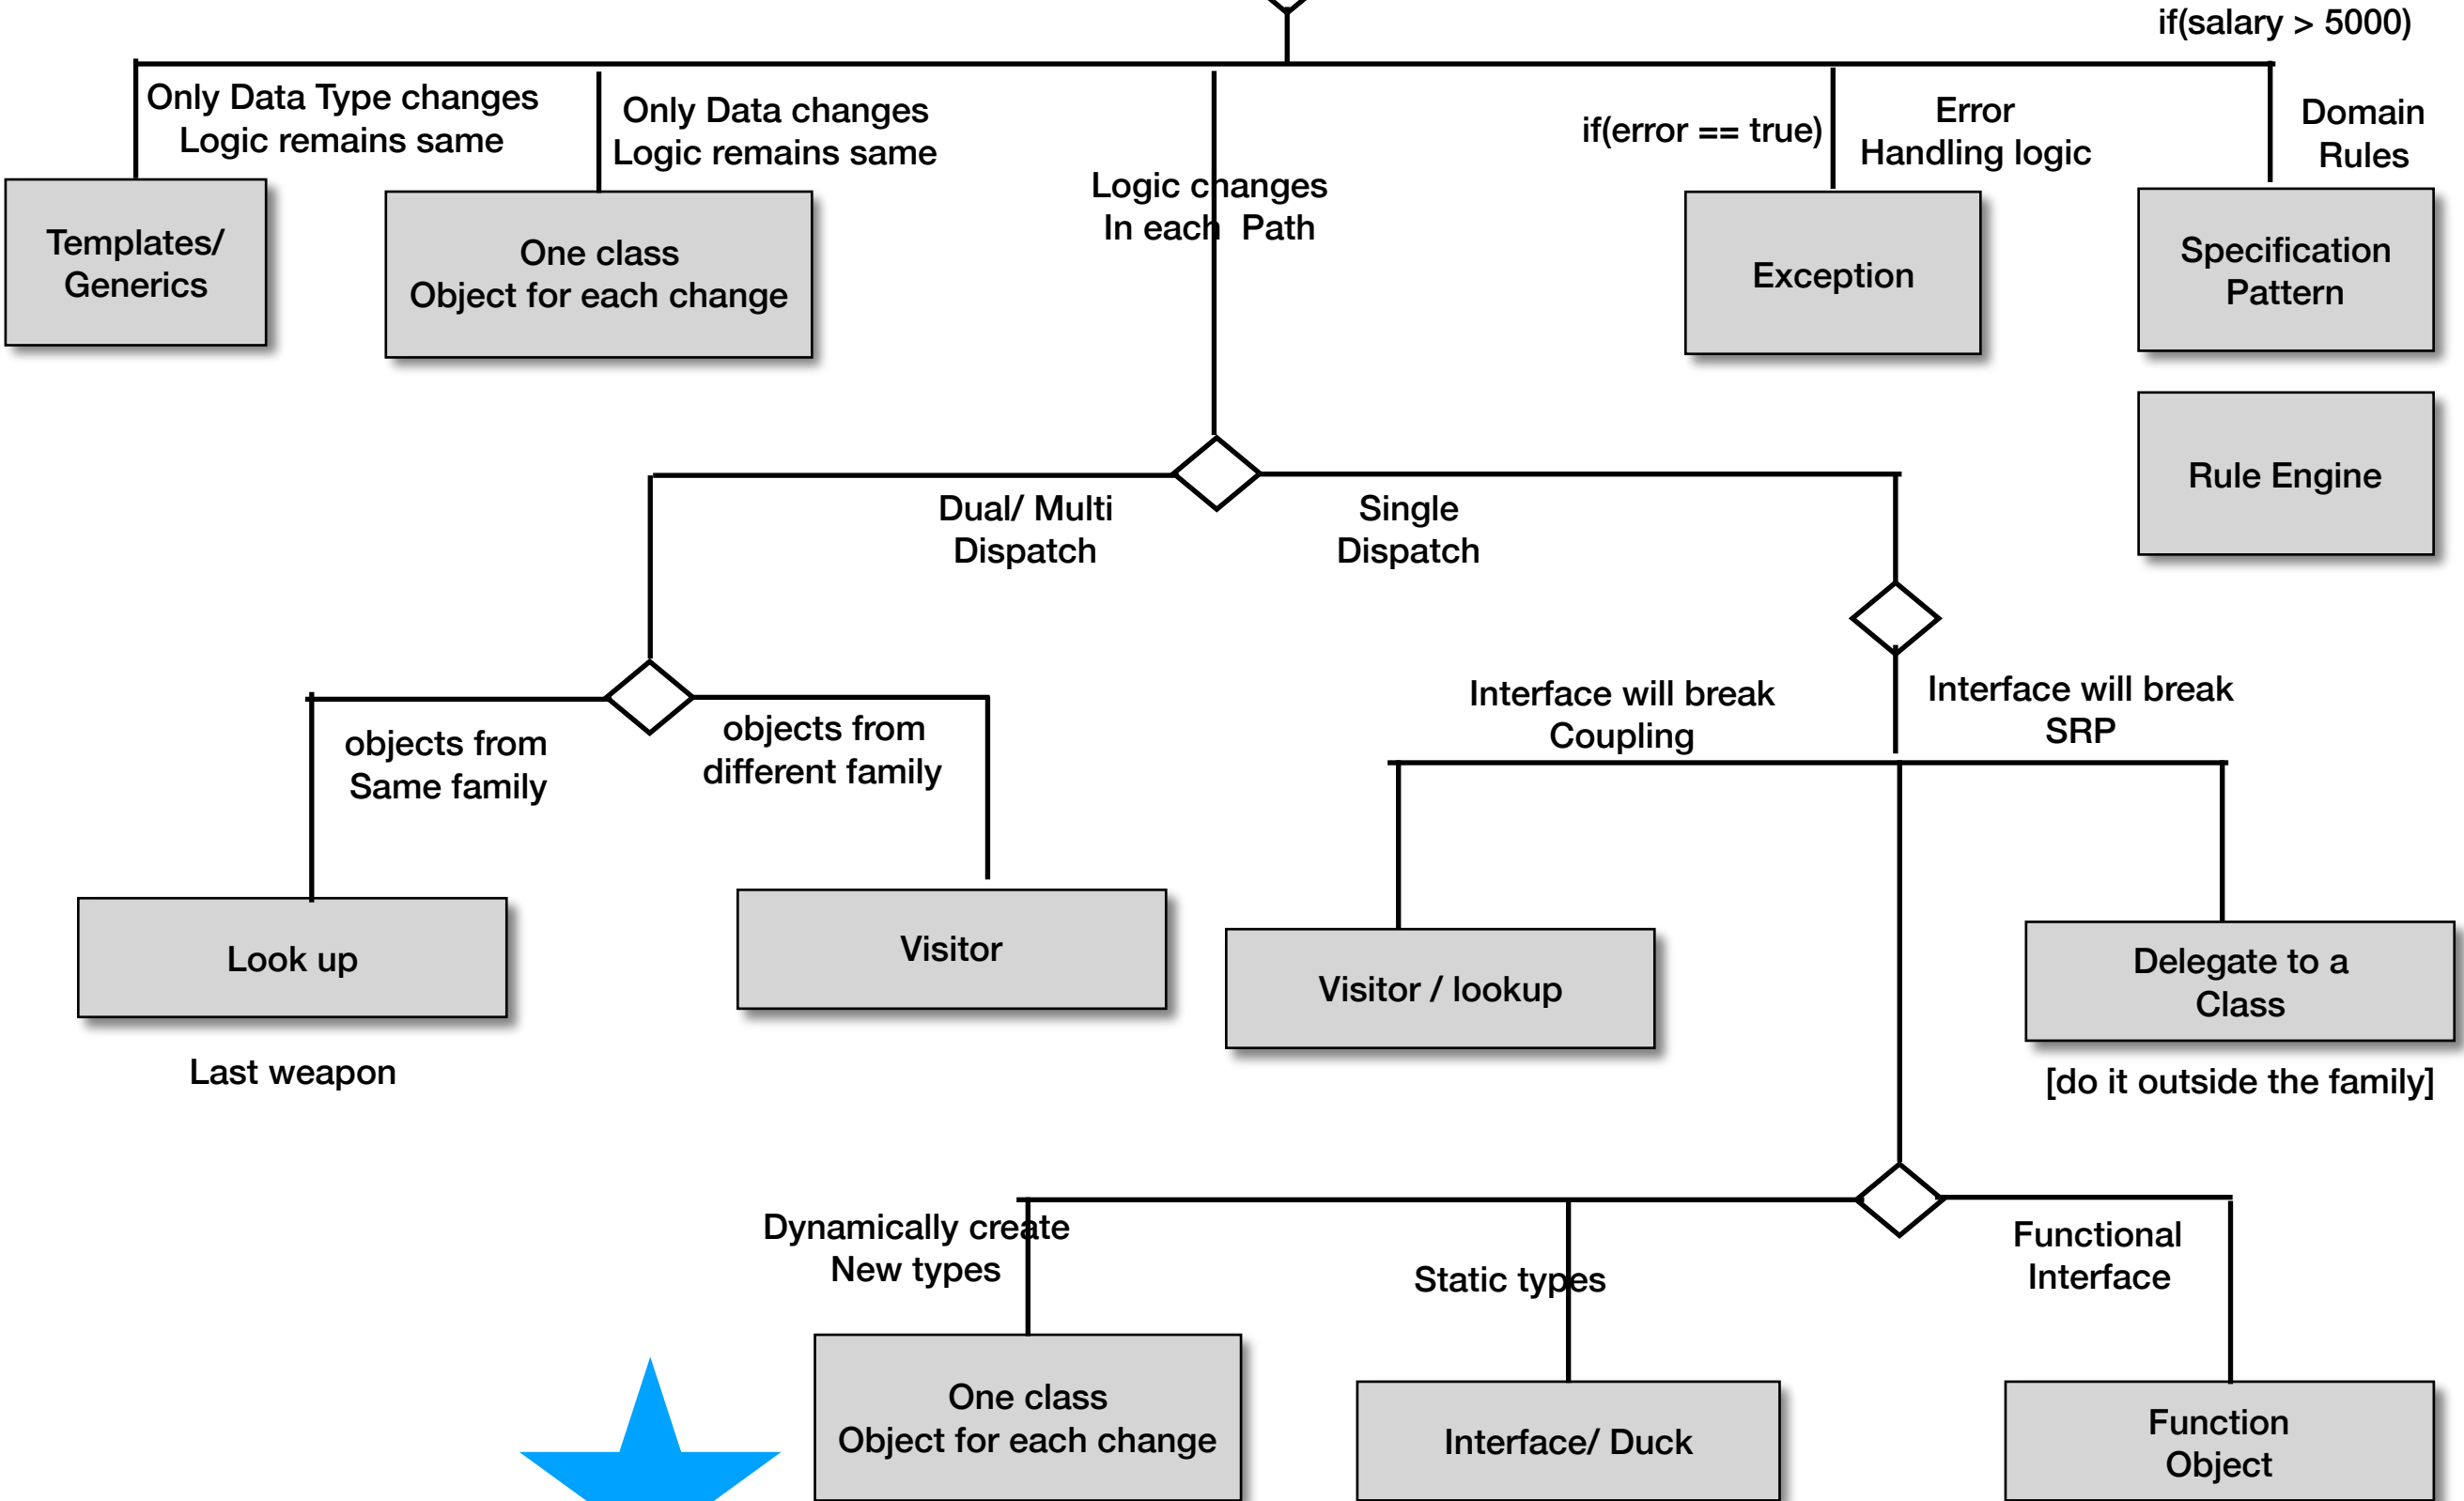 if(salary > 5000)
Only Data Type changes
Logic remains same
Only Data changes
Logic remains same
Logic changes
In each Path
if(error == true)
Error
Handling logic
Domain
Rules
Templates/
Generics
One class
Object for each change
Exception
Specification
Pattern
Rule Engine
Dual/ Multi
Dispatch
Single
Dispatch
objects from
Same family
objects from
different family
Interface will break
Coupling
Interface will break
SRP
Look up
Last weapon
Visitor
Visitor / lookup
Delegate to a
Class
[do it outside the family]
Dynamically create
New types
Static types
Functional
Interface
One class
Object for each change
Interface/ Duck
Function
Object